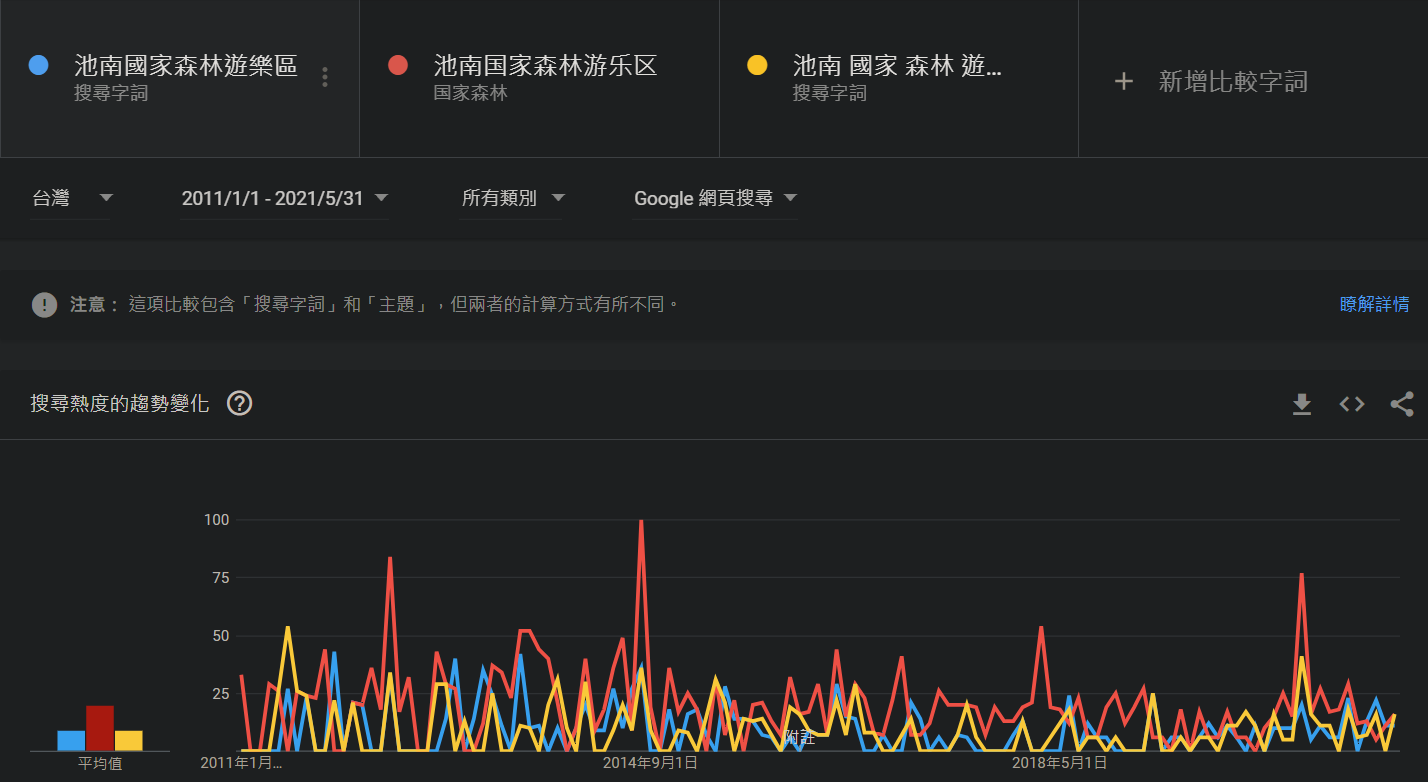 池南國家森林遊樂區
搜尋字詞
池南国家森林游乐区
国家森林
池南 國家 森林 遊...
搜尋字詞
+ 新增比較字詞
台灣
2011/1/1 - 2021/5/31
所有類別
Google 網頁搜尋
注意： 這項比較包含「搜尋字詞」和「主題」，但兩者的計算方式有所不同。
瞭解詳情
搜尋熱度的趨勢變化
100
75
50
25
附註
平均值
2011年1月...
2014年9月1日
2018年5月1日